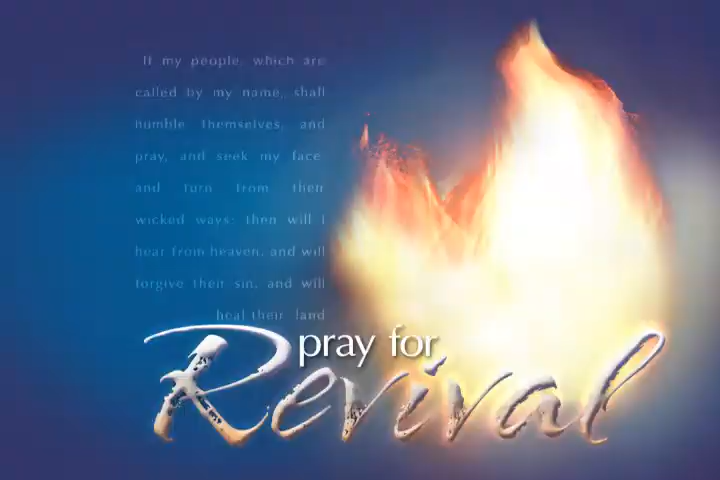 If my people, which are
called by my name, shall
humble themselves, and
pray, and seek my face
and turn from their
wicked ways; then will I
hear from heaven, and will
forgive their sin, and will
heal their land
pray for
Revival